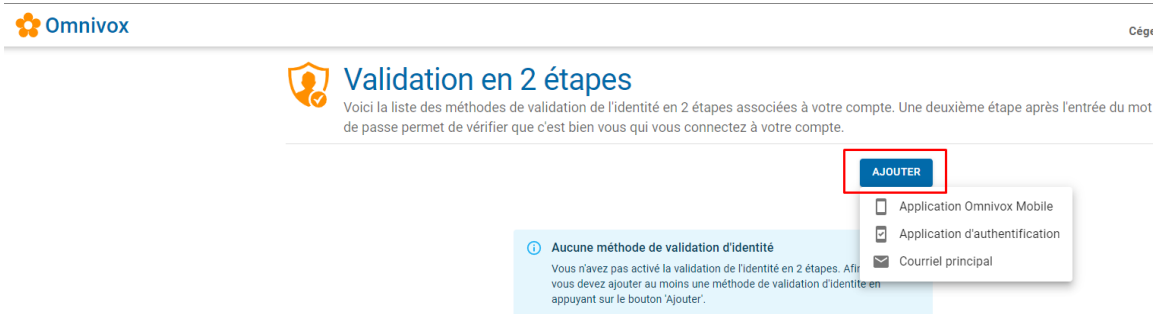 Omnivox
Validation en 2 étapes
Voici la liste des méthodes de validation de l'identité en 2 étapes associées à votre compte. Une deuxième étape après l'entrée du mot
de passe permet de vérifier que c'est bien vous qui vous connectez à votre compte.
AJOUTER
Application Omnivox Mobile
Application d'authentification
Courriel principal
Aucune méthode de validation d'identité
Vous n'avez pas activé la validation de l'identité en 2 étapes.
vous devez ajouter au moins une méthode de validation d'identité en
appuyant sur le bouton 'Ajouter'.